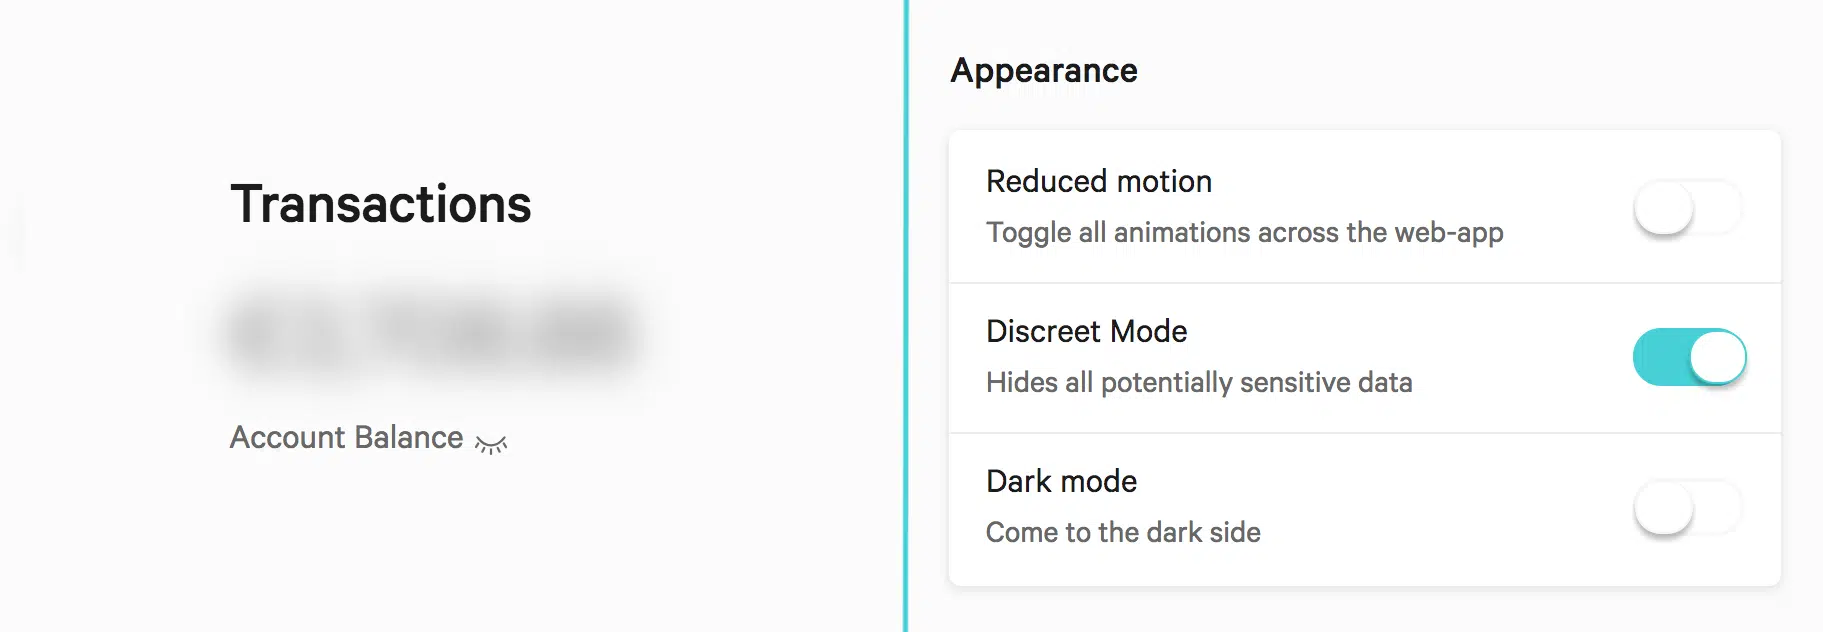 Transactions
Account Balance
Appearance
Reduced motion
Toggle all animations across the web-app
Discreet Mode
Hides all potentially sensitive data
Dark mode
Come to the dark side